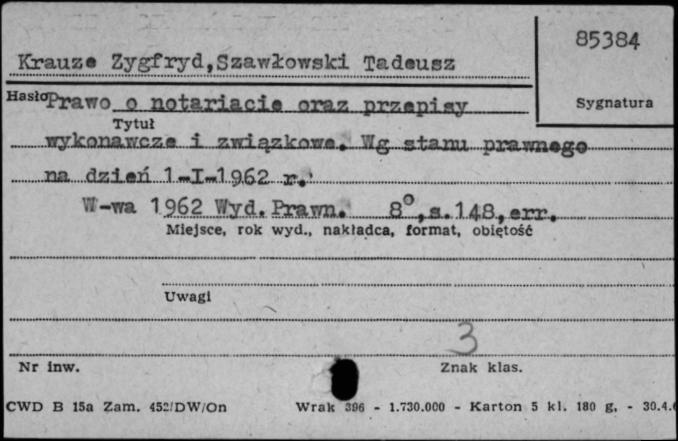 85384
Krauze Zygfryd,Szawłowski Tadeusz
Hasło
Sygnatura
Prawo o notariacie oraz przepisy
Tytuł
wykonawcze i związkowe. Wg stanu prawnego
na dzień 1-I-1962 r.
W-wa 1962 Wyd.Prawn. 8°,s.148,err.
Miejsce, rok wyd., nakładca, format, objętość
Uwagi
3
Nr inw.
Znak klas.
CWD B 15a Zam. 452/DW/On Wrak 396 - 1.730.000 - Karton 5 kl. 180 g. - 30.4.